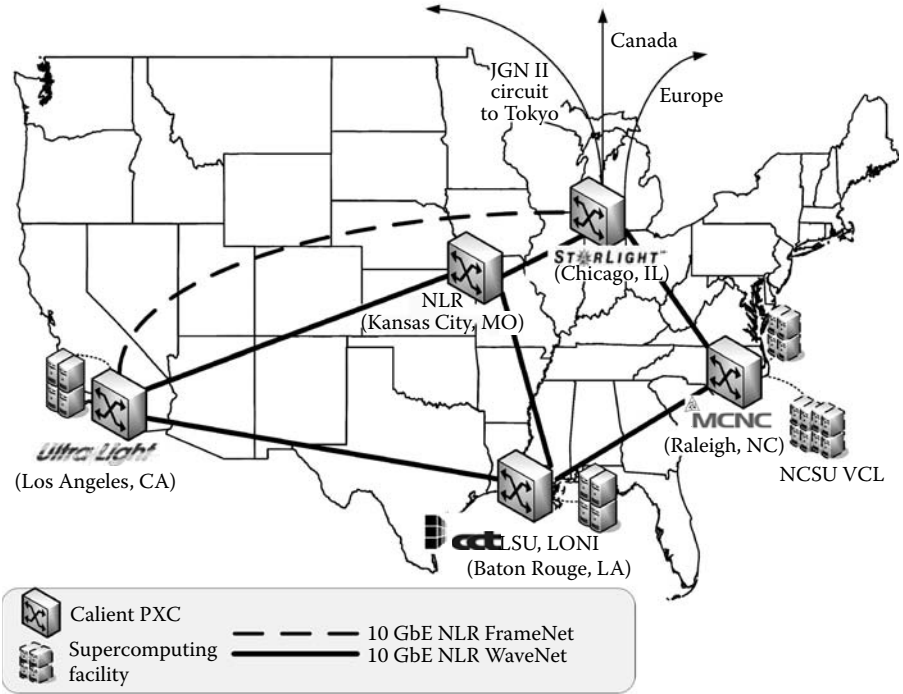 Canada
JGN II
circuit
to Tokyo
Europe
STARLIGHT™
(Chicago, IL)
NLR
(Kansas City, MO)
MCNC
(Raleigh, NC)
NCSU VCL
Ultra Light
(Los Angeles, CA)
cct LSU, LONI
(Baton Rouge, LA)
Calient PXC
Supercomputing
facility
10 GbE NLR FrameNet
10 GbE NLR WaveNet